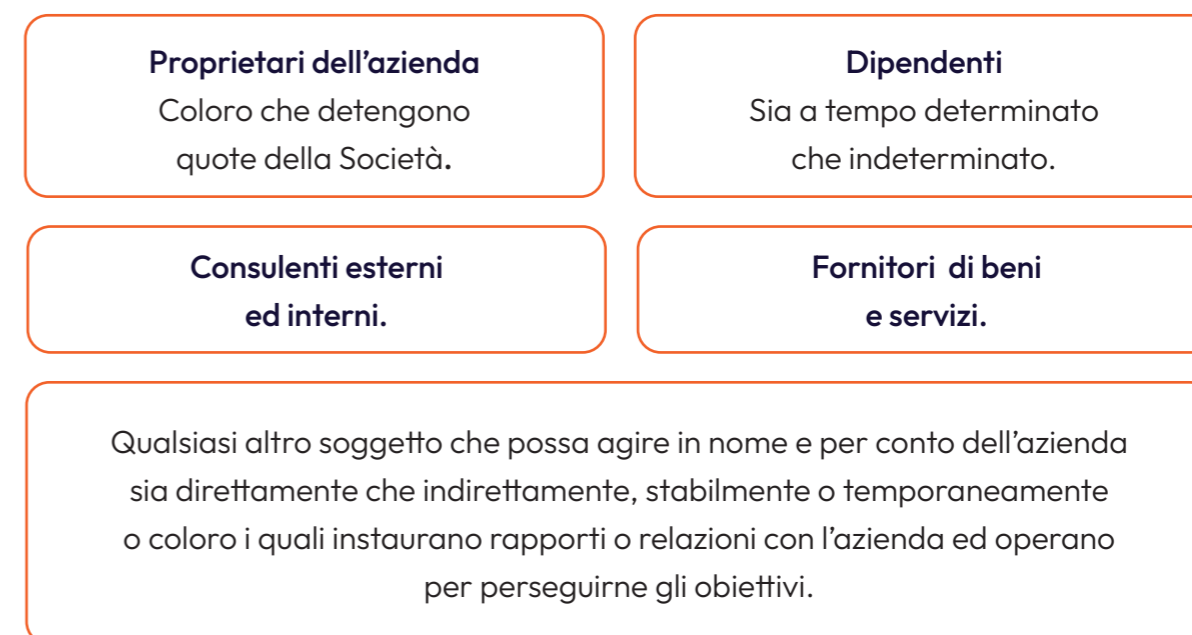 Proprietari dell’azienda
Coloro che detengono
quote della Società.
Dipendenti
Sia a tempo determinato
che indeterminato.
Consulenti esterni
ed interni.
Fornitori  di beni
e servizi.
Qualsiasi altro soggetto che possa agire in nome e per conto dell’azienda
sia direttamente che indirettamente, stabilmente o temporaneamente
o coloro i quali instaurano rapporti o relazioni con l’azienda ed operano
per perseguirne gli obiettivi.